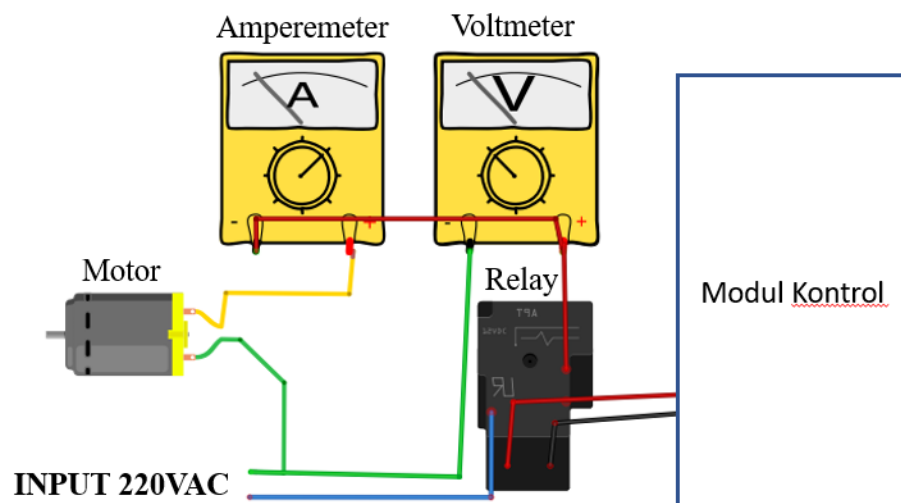 Amperemeter
Voltmeter
A
V
-
+
-
+
Motor
Relay
Modul Kontrol
INPUT 220VAC